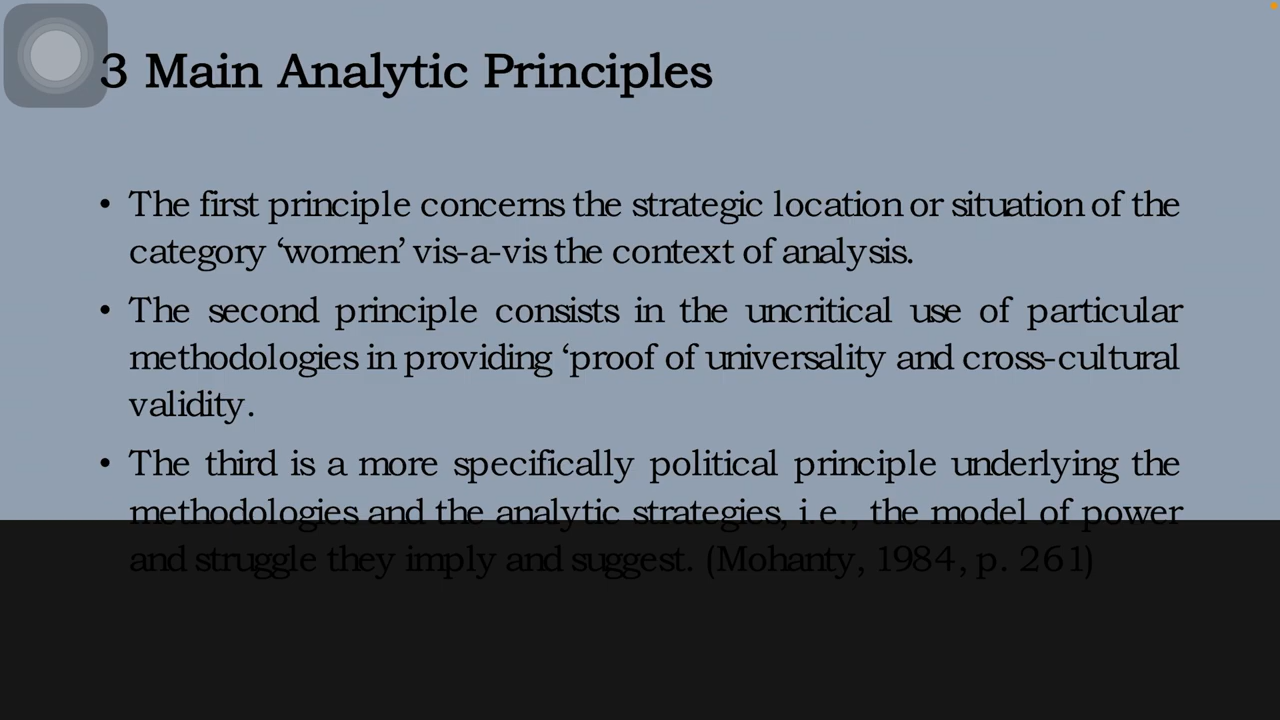 3 Main Analytic Principles
• The first principle concerns the strategic location or situation of the
category ‘women’ vis-a-vis the context of analysis.
• The second principle consists in the uncritical use of particular
methodologies in providing ‘proof of universality and cross-cultural
validity.
• The third is a more specifically political principle underlying the
methodologies and the analytic strategies, i.e., the model of power
and struggle they imply and suggest. (Mohanty, 1984, p. 261)